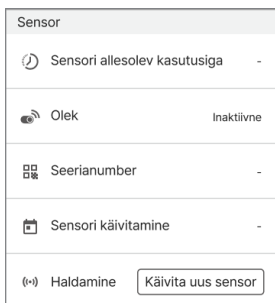 Sensor
Sensori allesolev kasutusiga -
Olek Inaktiivne
Seerianumber -
Sensori käivitamine -
Haldamine Käivita uus sensor